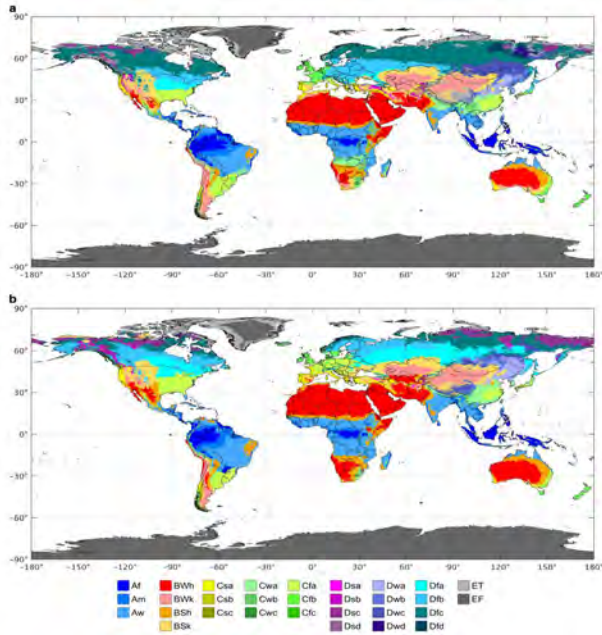 a
90°
60°
30°
0°
−30°
−60°
−90°
−180° −150° −120° −90° −60° −30° 0° 30° 60° 90° 120° 150° 180°
b
90°
60°
30°
0°
−30°
−60°
−90°
−180° −150° −120° −90° −60° −30° 0° 30° 60° 90° 120° 150° 180°
Af BWh Csa Cwa Cfa Dsa Dwa Dfa ET
Am BWk Csb Cwb Cfb Dsb Dwb Dfb EF
Aw BSh Csc Cwc Cfc Dsc Dwc Dfc
BSk Dsd Dwd Dfd